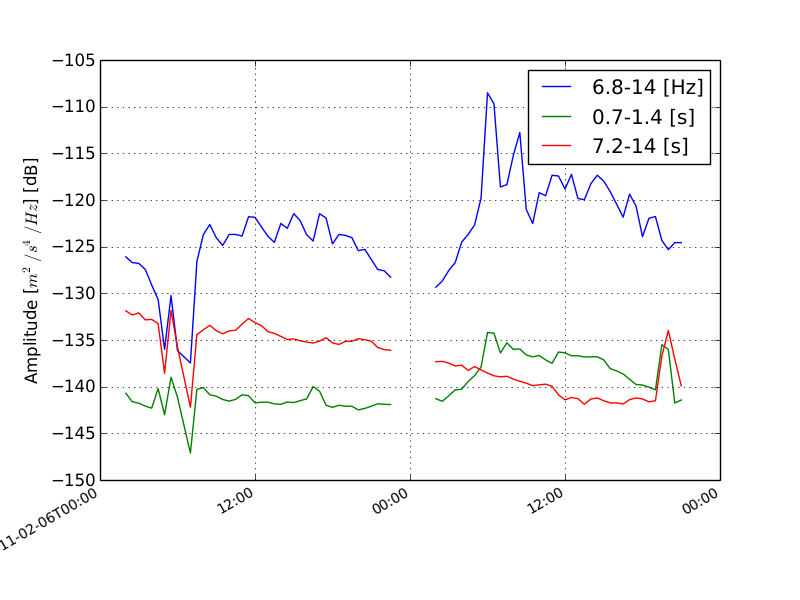 −105
−110
−115
−120
−125
−130
−135
−140
−145
−150
Amplitude [m² /s⁴ /Hz] [dB]
6.8-14 [Hz]
0.7-1.4 [s]
7.2-14 [s]
11-02-06T00:00
12:00
00:00
12:00
00:00